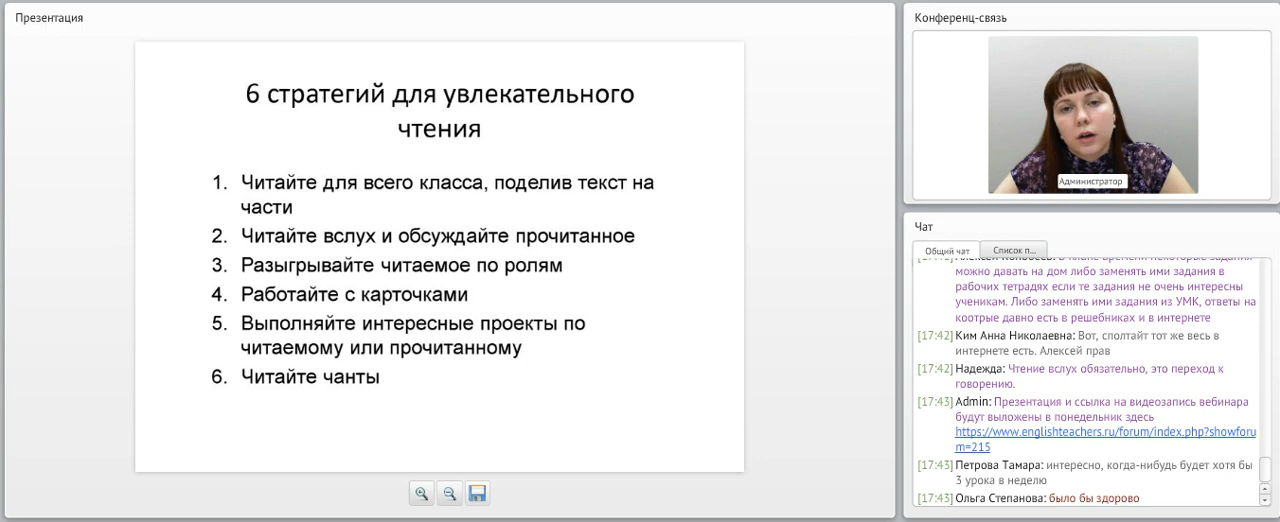 Презентация
6 стратегий для увлекательного
чтения
1. Читайте для всего класса, поделив текст на
части
2. Читайте вслух и обсуждайте прочитанное
3. Разыгрывайте читаемое по ролям
4. Работайте с карточками
5. Выполняйте интересные проекты по
читаемому или прочитанному
6. Читайте чанты
Конференц-связь
Администратор
Чат
Общий чат Список п...
можно давать на дом либо заменять ими задания в
рабочих тетрадях если те задания не очень интересны
ученикам. Либо заменять ими задания из УМК, ответы на
коотрые давно есть в решебниках и в интернете
[17:42] Ким Анна Николаевна: Вот, сполтайт тот же весь в
интернете есть. Алексей прав
[17:42] Надежда: Чтение вслух обязательно, это переход к
говорению.
[17:43] Admin: Презентация и ссылка на видеозапись вебинара
будут выложены в понедельник здесь
https://www.englishteachers.ru/forum/index.php?showforu
m=215
[17:43] Петрова Тамара: интересно, когда-нибудь будет хотя бы
3 урока в неделю
[17:43] Ольга Степанова: было бы здорово